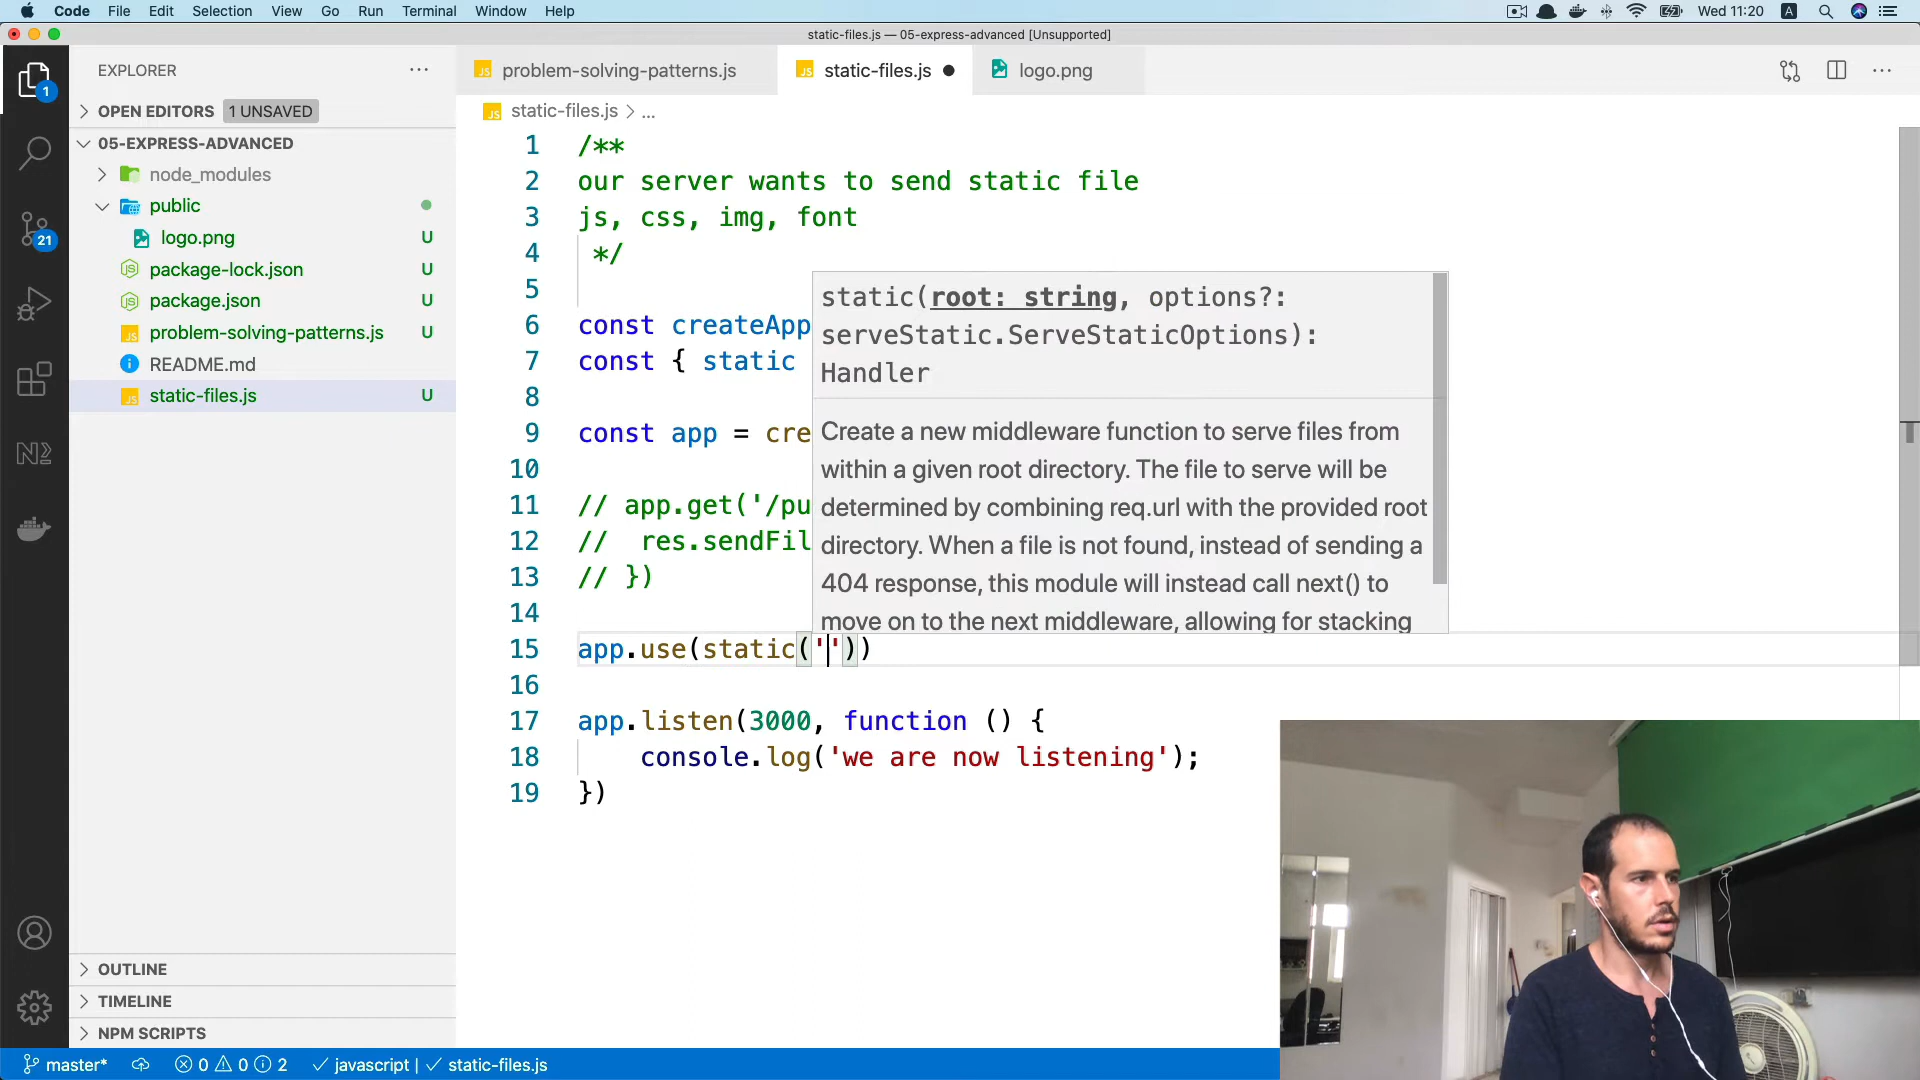 Code File Edit Selection View Go Run Terminal Window Help Wed 11:20 A
static-files.js — 05-express-advanced [Unsupported]
EXPLORER
problem-solving-patterns.js static-files.js logo.png
OPEN EDITORS 1 UNSAVED
static-files.js > ...
05-EXPRESS-ADVANCED
node_modules
public
logo.png U
package-lock.json U
package.json U
problem-solving-patterns.js U
README.md
static-files.js U
1
21
OUTLINE
TIMELINE
NPM SCRIPTS
1 /**
2 our server wants to send static file
3 js, css, img, font
4 */
5
6 const createApp
7 const { static
8
9 const app = cre
10
11 // app.get('/pu
12 // res.sendFil
13 // })
14
15 app.use(static(''))
16
17 app.listen(3000, function () {
18 console.log('we are now listening');
19 })
static(root: string, options?:
serveStatic.ServeStaticOptions):
Handler
Create a new middleware function to serve files from
within a given root directory. The file to serve will be
determined by combining req.url with the provided root
directory. When a file is not found, instead of sending a
404 response, this module will instead call next() to
move on to the next middleware, allowing for stacking
master* 0 0 2 javascript | static-files.js